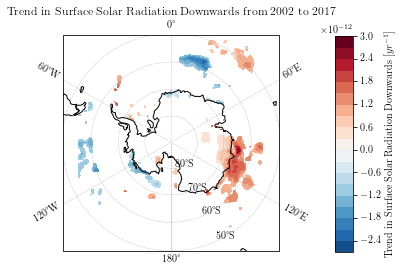 Trend in Surface Solar Radiation Downwards from 2002 to 2017
0°
×10⁻¹²
60°W
60°E
80°S
70°S
60°S
50°S
120°W
120°E
180°
3.0
2.4
1.8
1.2
0.6
0.0
−0.6
−1.2
−1.8
−2.4
Trend in Surface Solar Radiation Downwards [yr⁻¹]